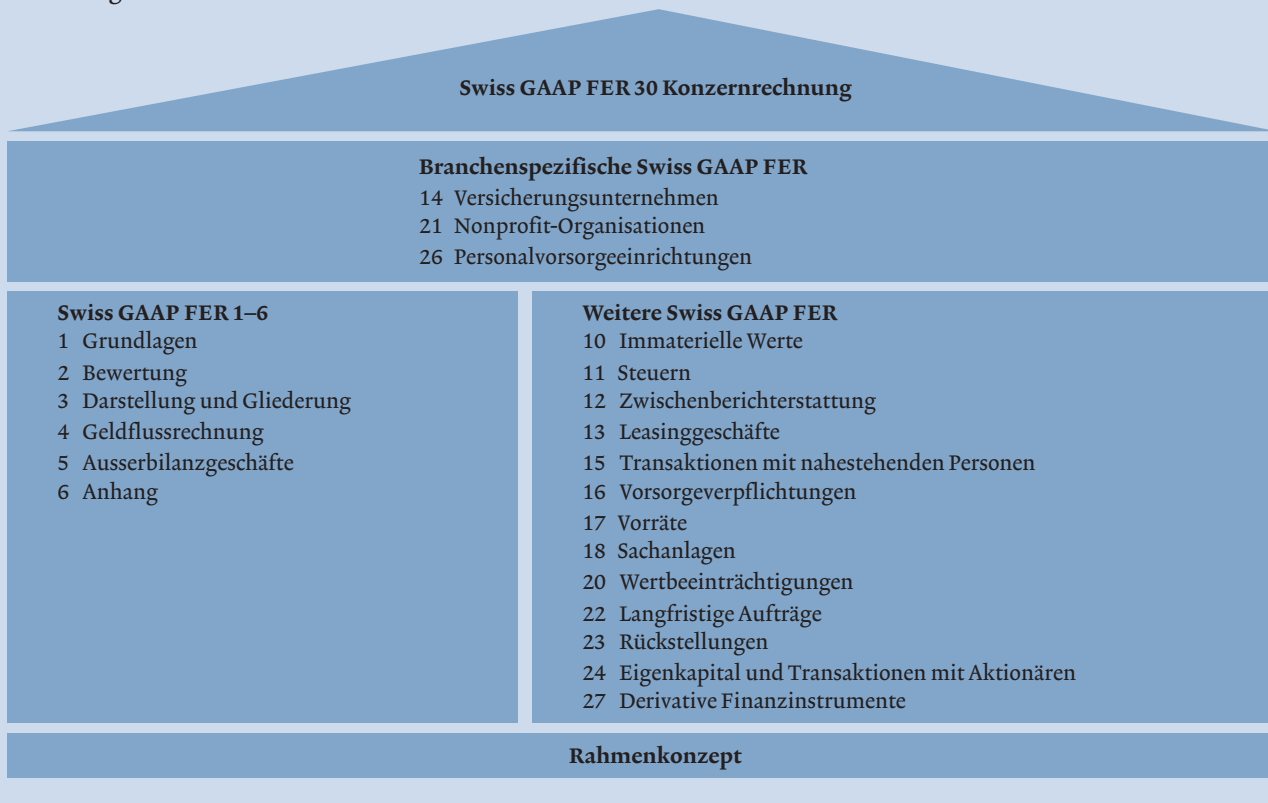 Swiss GAAP FER 30 Konzernrechnung
Branchenspezifische Swiss GAAP FER
14 Versicherungsunternehmen
21 Nonprofit-Organisationen
26 Personalvorsorgeeinrichtungen
Swiss GAAP FER 1–6
1 Grundlagen
2 Bewertung
3 Darstellung und Gliederung
4 Geldflussrechnung
5 Ausserbilanzgeschäfte
6 Anhang
Weitere Swiss GAAP FER
10 Immaterielle Werte
11 Steuern
12 Zwischenberichterstattung
13 Leasinggeschäfte
15 Transaktionen mit nahestehenden Personen
16 Vorsorgeverpflichtungen
17 Vorräte
18 Sachanlagen
20 Wertbeeinträchtigungen
22 Langfristige Aufträge
23 Rückstellungen
24 Eigenkapital und Transaktionen mit Aktionären
27 Derivative Finanzinstrumente
Rahmenkonzept